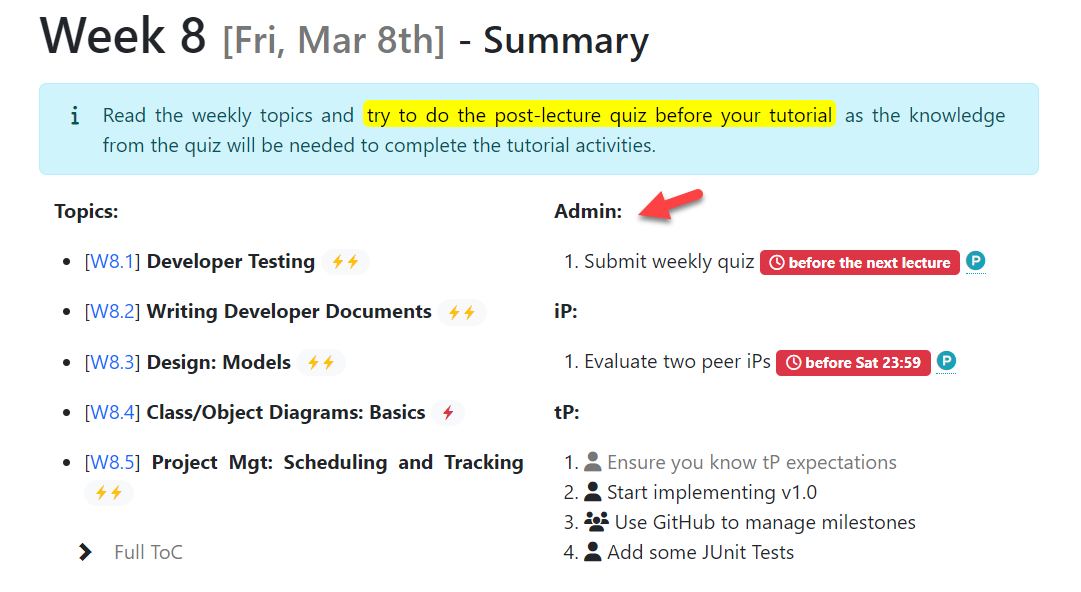 Week 8 [Fri, Mar 8th] - Summary
Read the weekly topics and try to do the post-lecture quiz before your tutorial as the knowledge
from the quiz will be needed to complete the tutorial activities.
Topics:
[W8.1] Developer Testing
[W8.2] Writing Developer Documents
[W8.3] Design: Models
[W8.4] Class/Object Diagrams: Basics
[W8.5] Project Mgt: Scheduling and Tracking
Full ToC
Admin:
1. Submit weekly quiz before the next lecture P
iP:
1. Evaluate two peer iPs before Sat 23:59 P
tP:
1. Ensure you know tP expectations
2. Start implementing v1.0
3. Use GitHub to manage milestones
4. Add some JUnit Tests